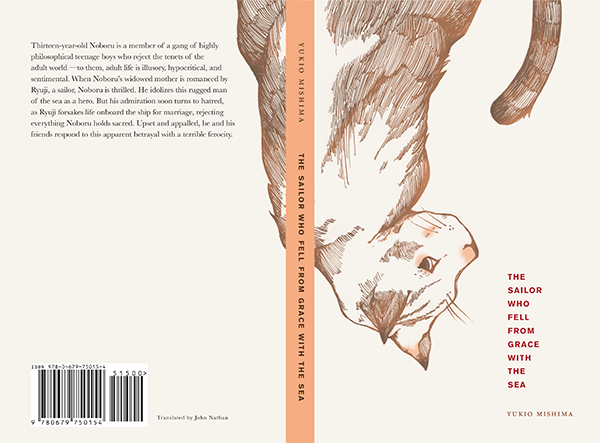 Thirteen-year-old Noboru is a member of a gang of highly
philosophical teenage boys who reject the tenets of the
adult world —to them, adult life is illusory, hypocritical, and
sentimental. When Noboru's widowed mother is romanced by
Ryuji, a sailor, Noboru is thrilled. He idolizes this rugged man
of the sea as a hero. But his admiration soon turns to hatred,
as Ryuji forsakes life onboard the ship for marriage, rejecting
everything Noboru holds sacred. Upset and appalled, he and his
friends respond to this apparent betrayal with a terrible ferocity.
ISBN 978-0-679-75015-4
51500>
9 780679 750154
Translated by John Nathan
YUKIO MISHIMA
THE SAILOR WHO FELL FROM GRACE WITH THE SEA
THE
SAILOR
WHO
FELL
FROM
GRACE
WITH
THE
SEA
YUKIO MISHIMA